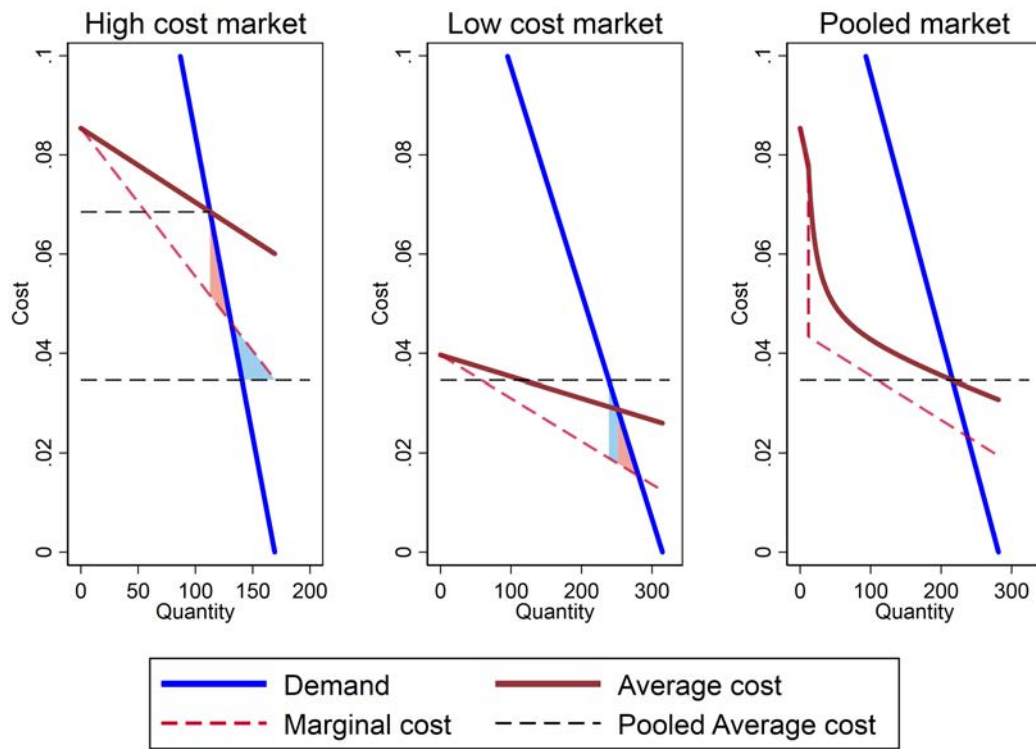 High cost market
Low cost market
Pooled market
Cost
0
.02
.04
.06
.08
.1
0 50 100 150 200
Quantity
Cost
0
.02
.04
.06
.08
.1
0 100 200 300
Quantity
Cost
0
.02
.04
.06
.08
.1
0 100 200 300
Quantity
Demand
Average cost
Marginal cost
Pooled Average cost